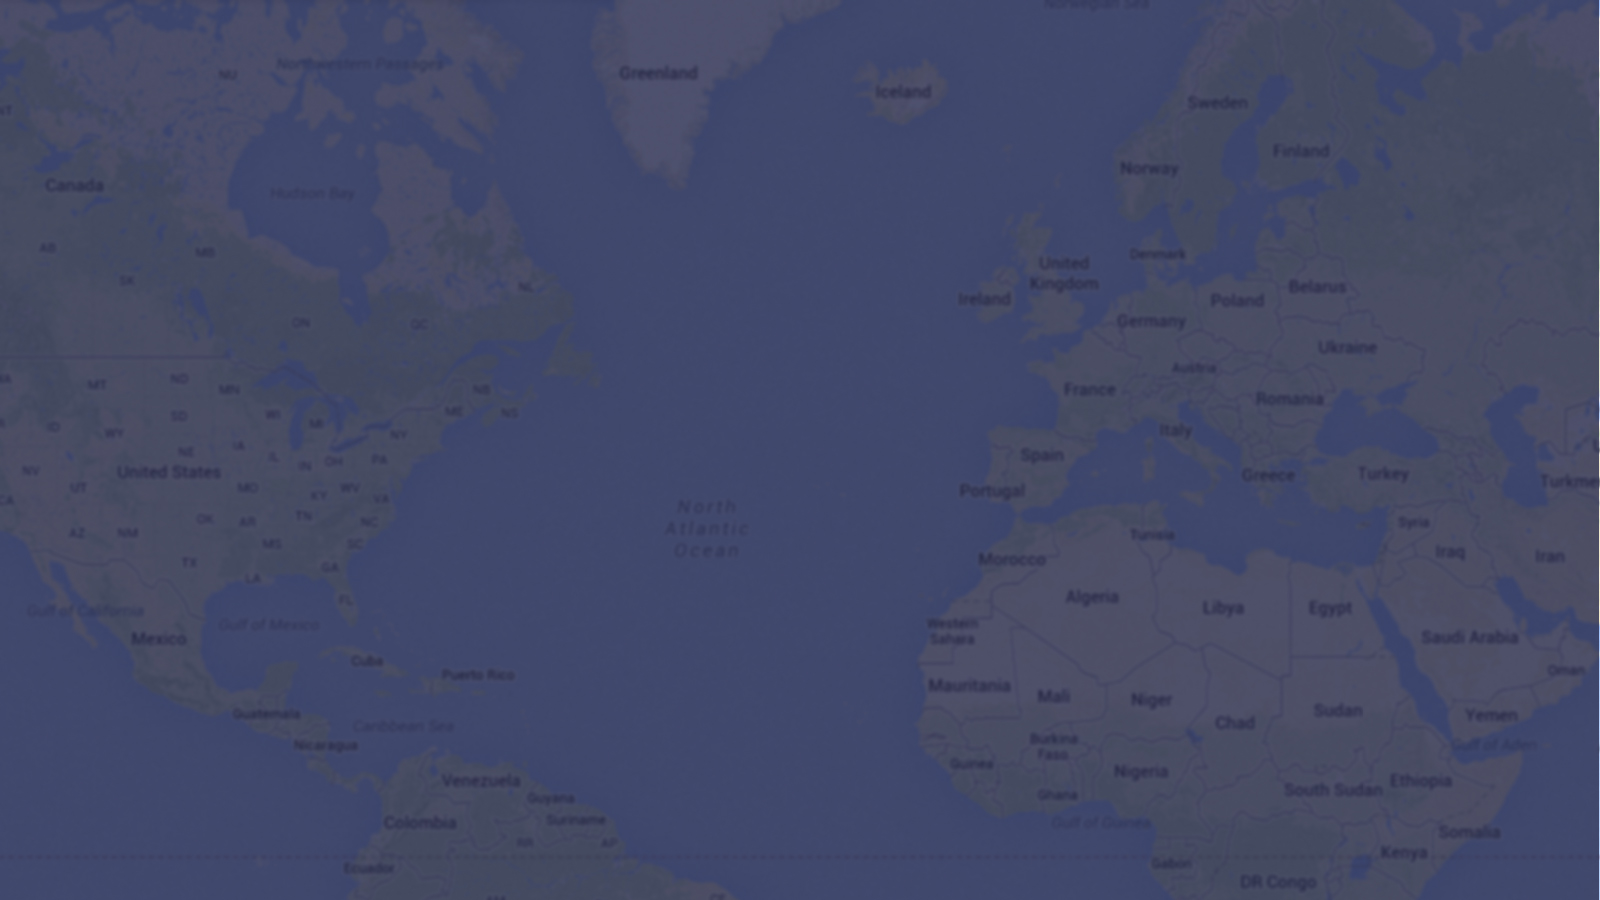 Norwegian Sea
Northwestern Passages
NU
Greenland
Iceland
Sweden
Finland
Norway
Canada
Hudson Bay
AB
MB
SK
NL
ON
QC
United
Kingdom
Ireland
Denmark
Belarus
Poland
Germany
Ukraine
Austria
France
Romania
Italy
Spain
Portugal
Greece
Turkey
MT
ND
MN
SD
WI
MI
ID
WY
NB
ME
NS
NY
NE
IA
IL
IN
OH
PA
NV
UT
United States
MO
KY
WV
VA
CA
AZ
NM
OK
AR
TN
NC
MS
SC
TX
LA
GA
FL
North
Atlantic
Ocean
Tunisia
Morocco
Syria
Iraq
Iran
Algeria
Libya
Egypt
Western
Sahara
Saudi Arabia
Oman
Gulf of California
Gulf of Mexico
Mexico
Cuba
Puerto Rico
Mauritania
Mali
Niger
Chad
Sudan
Yemen
Gulf of Aden
Guatemala
Caribbean Sea
Nicaragua
Burkina
Faso
Guinea
Nigeria
Ghana
South Sudan
Ethiopia
Venezuela
Guyana
Suriname
Colombia
Gulf of Guinea
Somalia
RR
AP
Ecuador
Gabon
Kenya
DR Congo